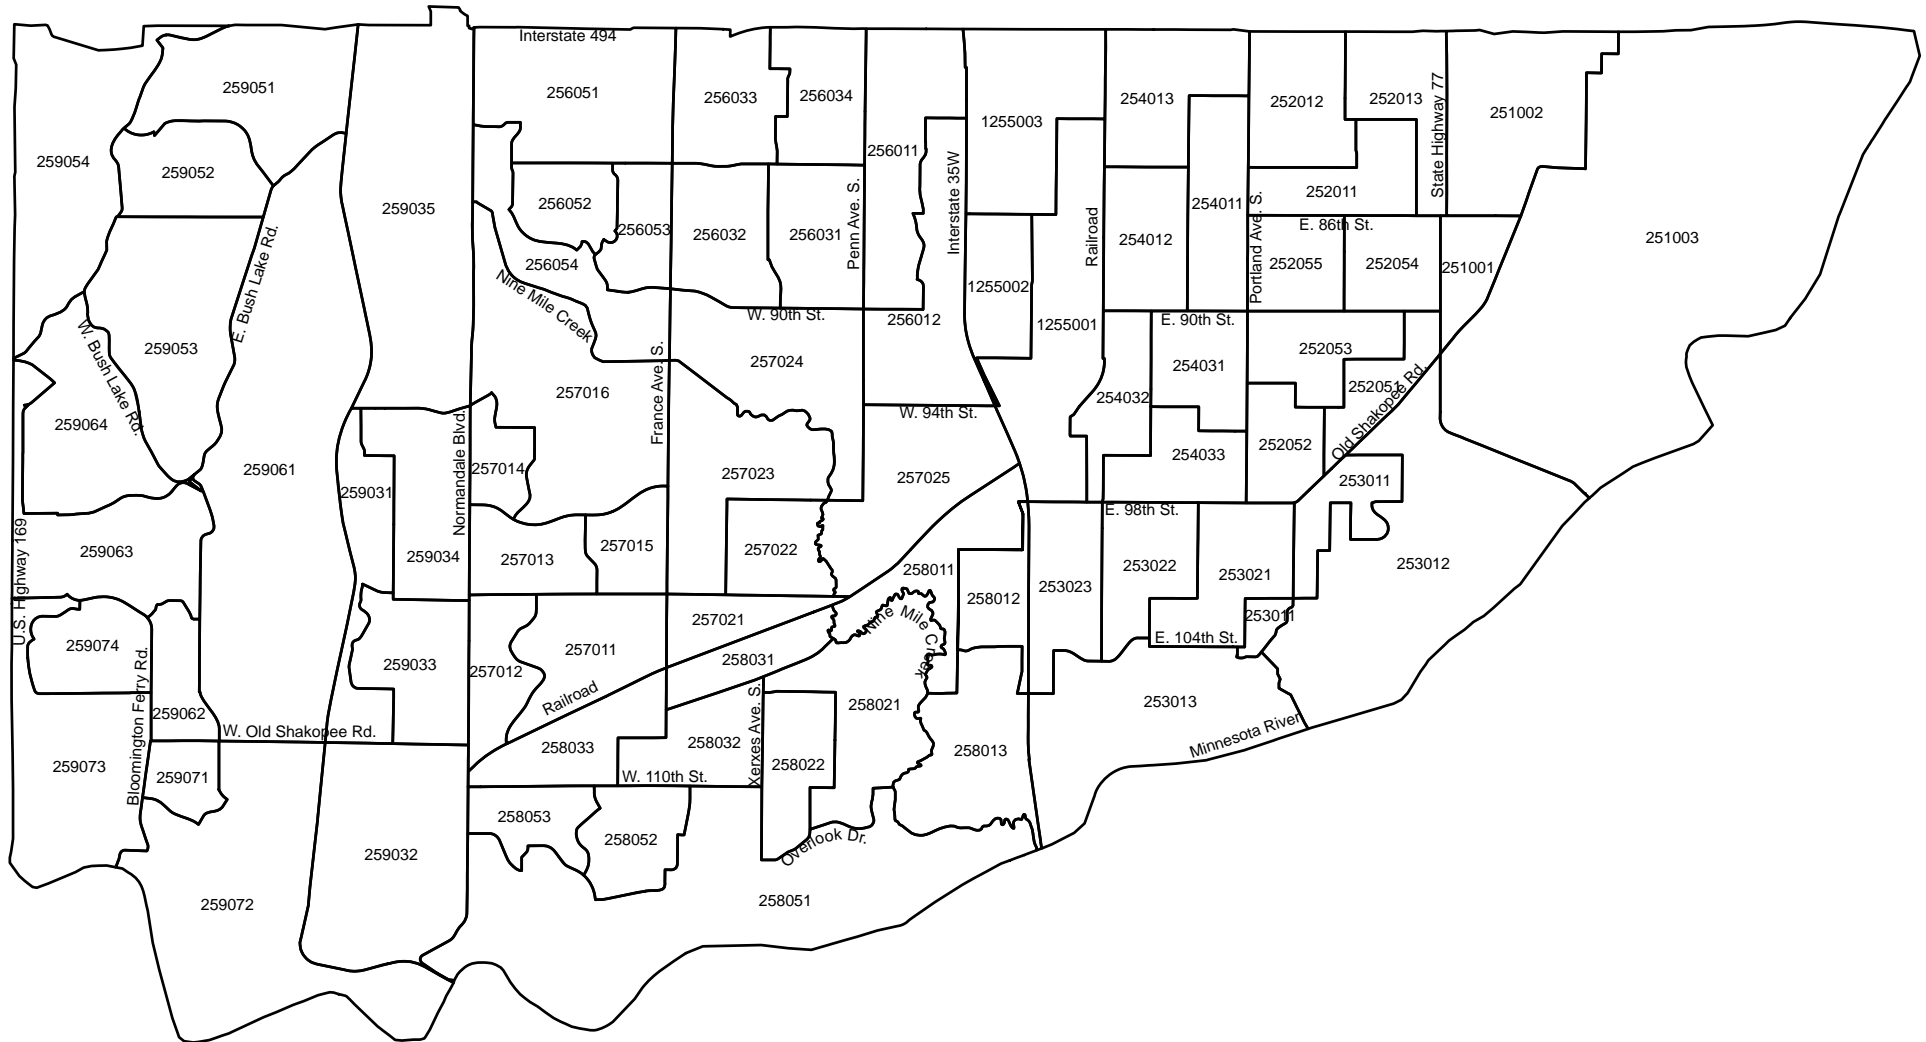 Interstate 494
259051
256051
256033
256034
254013
252012
252013
State Highway 77
251002
1255003
259054
259052
256011
Interstate 35W
252011
259035
256052
256053
256032
256031
Penn Ave. S.
Railroad
254012
254011
Portland Ave. S.
E. 86th St.
251003
256054
252055
252054
251001
E. Bush Lake Rd.
Nine Mile Creek
1255002
W. 90th St.
256012
1255001
E. 90th St.
W. Bush Lake Rd.
259053
257024
252053
France Ave. S.
257016
254031
252051
Old Shakopee Rd.
254032
259064
W. 94th St.
Normandale Blvd.
259061
257014
257023
257025
254033
252052
259031
253011
U.S. Highway 169
E. 98th St.
259063
259034
257013
257015
257022
258011
253022
253021
253012
258012
253023
253011
Nine Mile Creek
257021
E. 104th St.
259074
Bloomington Ferry Rd.
259033
257012
257011
258031
Railroad
Xerxes Ave. S.
258021
253013
259062
W. Old Shakopee Rd.
Minnesota River
258033
258032
258013
259073
259071
W. 110th St.
258022
258053
258052
Overlook Dr.
259032
259072
258051